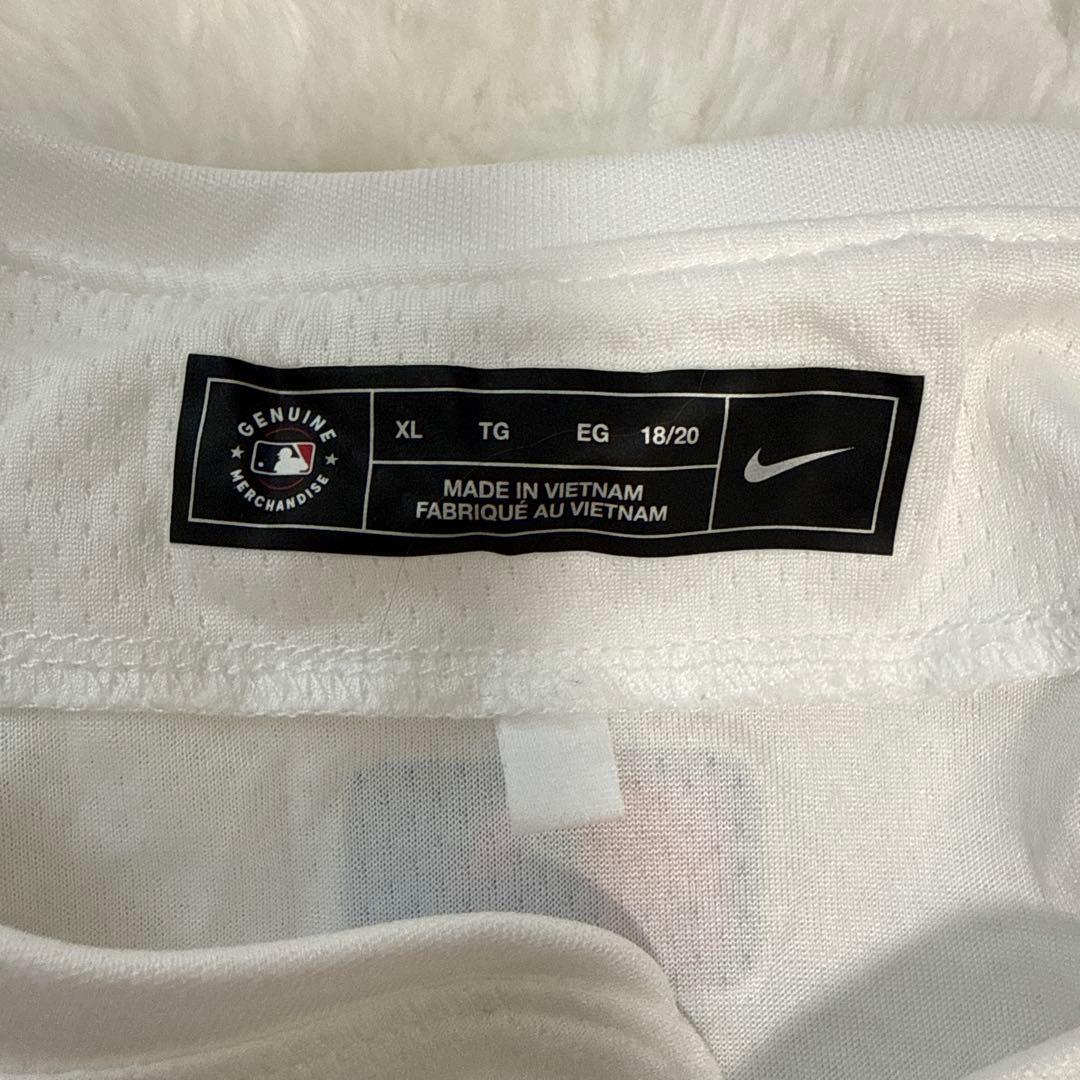 GENUINE
MERCHANDISE
XL TG EG 18/20
MADE IN VIETNAM
FABRIQUÉ AU VIETNAM